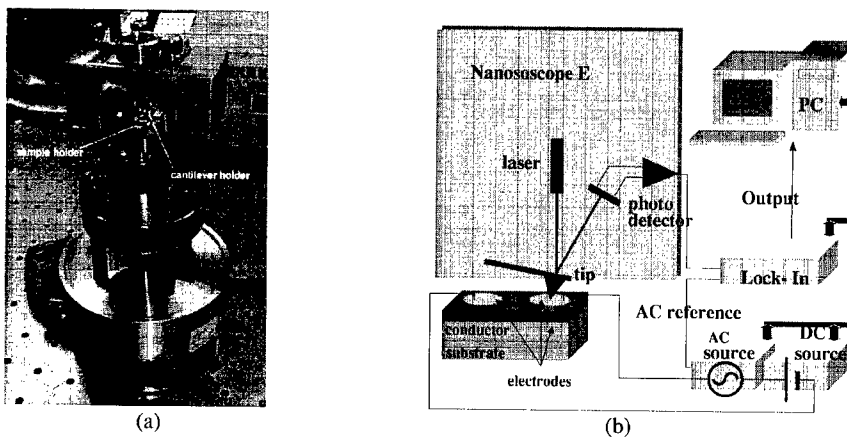 sample holder
cantilever holder
(a)
Nanosuscope E
laser
photo
detector
tip
conductor
substrate
electrodes
PC
Output
Lock- In
AC reference
AC
source
DC
source
(b)